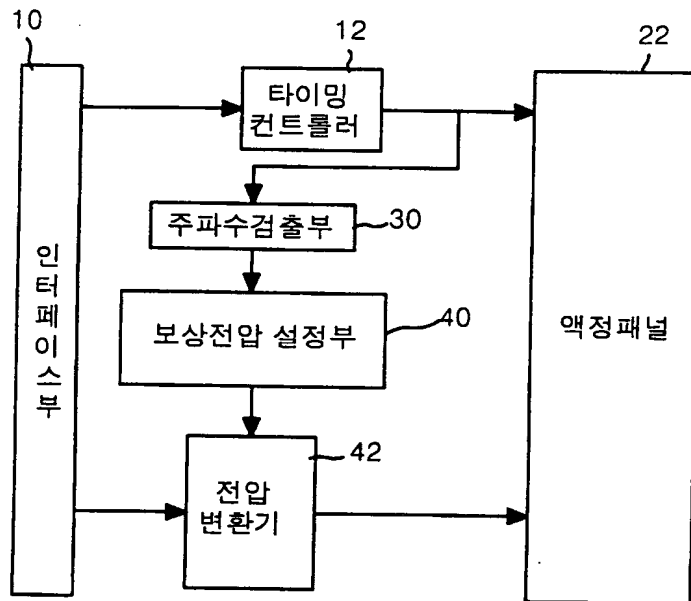 10
12
22
타이밍
컨트롤러
주파수검출부
30
인터페이스부
보상전압 설정부
40
액정패널
42
전압
변환기